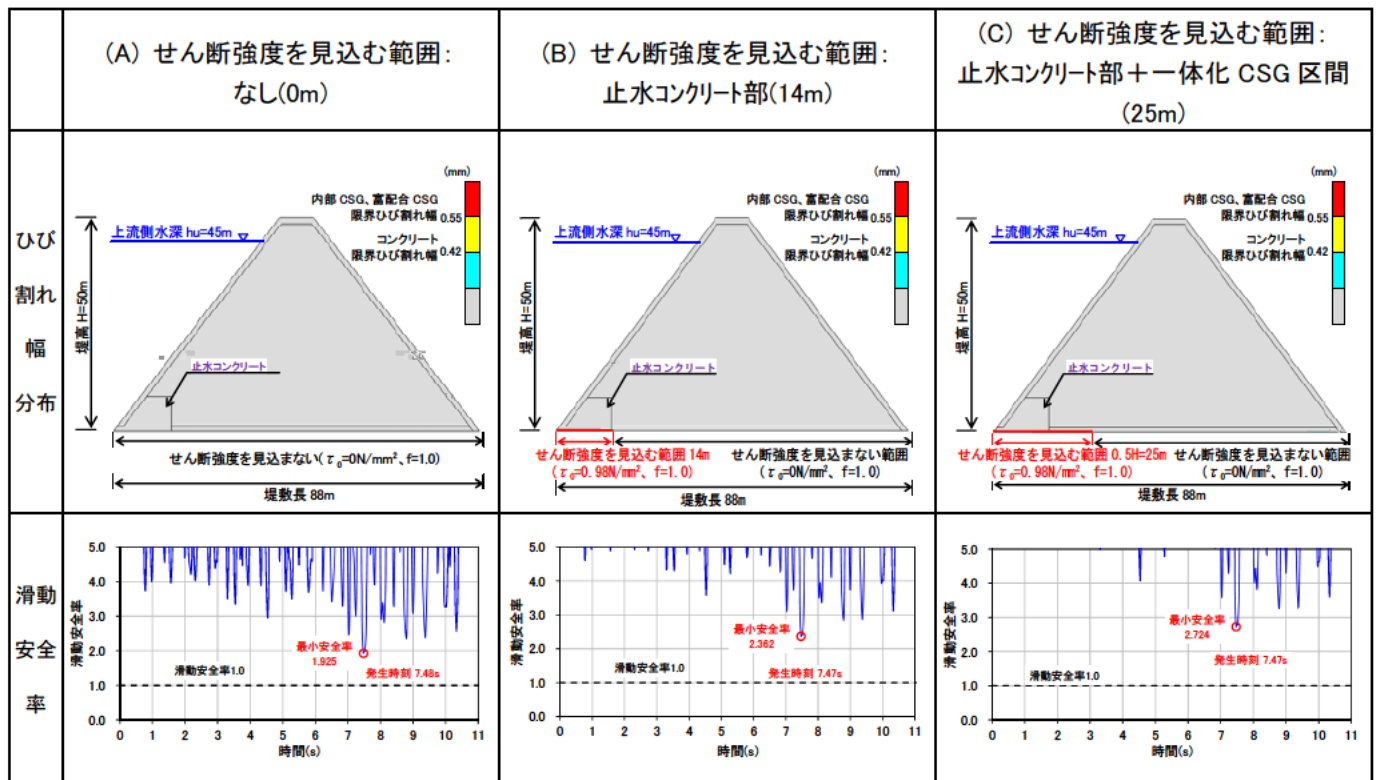 (A) せん断強度を見込む範囲:
なし(0m)
(B) せん断強度を見込む範囲:
止水コンクリート部(14m)
(C) せん断強度を見込む範囲:
止水コンクリート部＋一体化 CSG 区間
(25m)
ひび
割れ
幅
分布
(mm)
内部 CSG、富配合 CSG
限界ひび割れ幅 0.55
コンクリート
限界ひび割れ幅 0.42
上流側水深 hu=45m
堤高 H=50m
止水コンクリート
せん断強度を見込まない(τ₀=0N/mm²、f=1.0)
堤敷長 88m
(mm)
内部 CSG、富配合 CSG
限界ひび割れ幅 0.55
コンクリート
限界ひび割れ幅 0.42
上流側水深 hu=45m
堤高 H=50m
止水コンクリート
せん断強度を見込む範囲 14m
(τ₀=0.98N/mm²、f=1.0)
せん断強度を見込まない範囲
(τ₀=0N/mm²、f=1.0)
堤敷長 88m
(mm)
内部 CSG、富配合 CSG
限界ひび割れ幅 0.55
コンクリート
限界ひび割れ幅 0.42
上流側水深 hu=45m
堤高 H=50m
止水コンクリート
せん断強度を見込む範囲 0.5H=25m
(τ₀=0.98N/mm²、f=1.0)
せん断強度を見込まない範囲
(τ₀=0N/mm²、f=1.0)
堤敷長 88m
滑動
安全
率
滑動安全率
5.0
4.0
3.0
2.0
1.0
0.0
最小安全率
1.925
発生時刻 7.48s
滑動安全率1.0
0 1 2 3 4 5 6 7 8 9 10 11
時間(s)
滑動安全率
5.0
4.0
3.0
2.0
1.0
0.0
最小安全率
2.362
発生時刻 7.47s
滑動安全率1.0
0 1 2 3 4 5 6 7 8 9 10 11
時間(s)
滑動安全率
5.0
4.0
3.0
2.0
1.0
0.0
最小安全率
2.724
発生時刻 7.47s
滑動安全率1.0
0 1 2 3 4 5 6 7 8 9 10 11
時間(s)